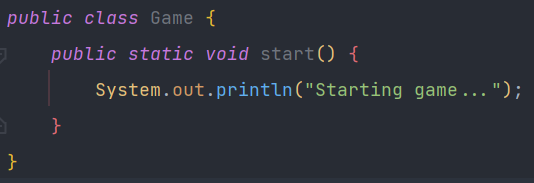 public class Game {
    public static void start() {
        System.out.println("Starting game...");
    }
}